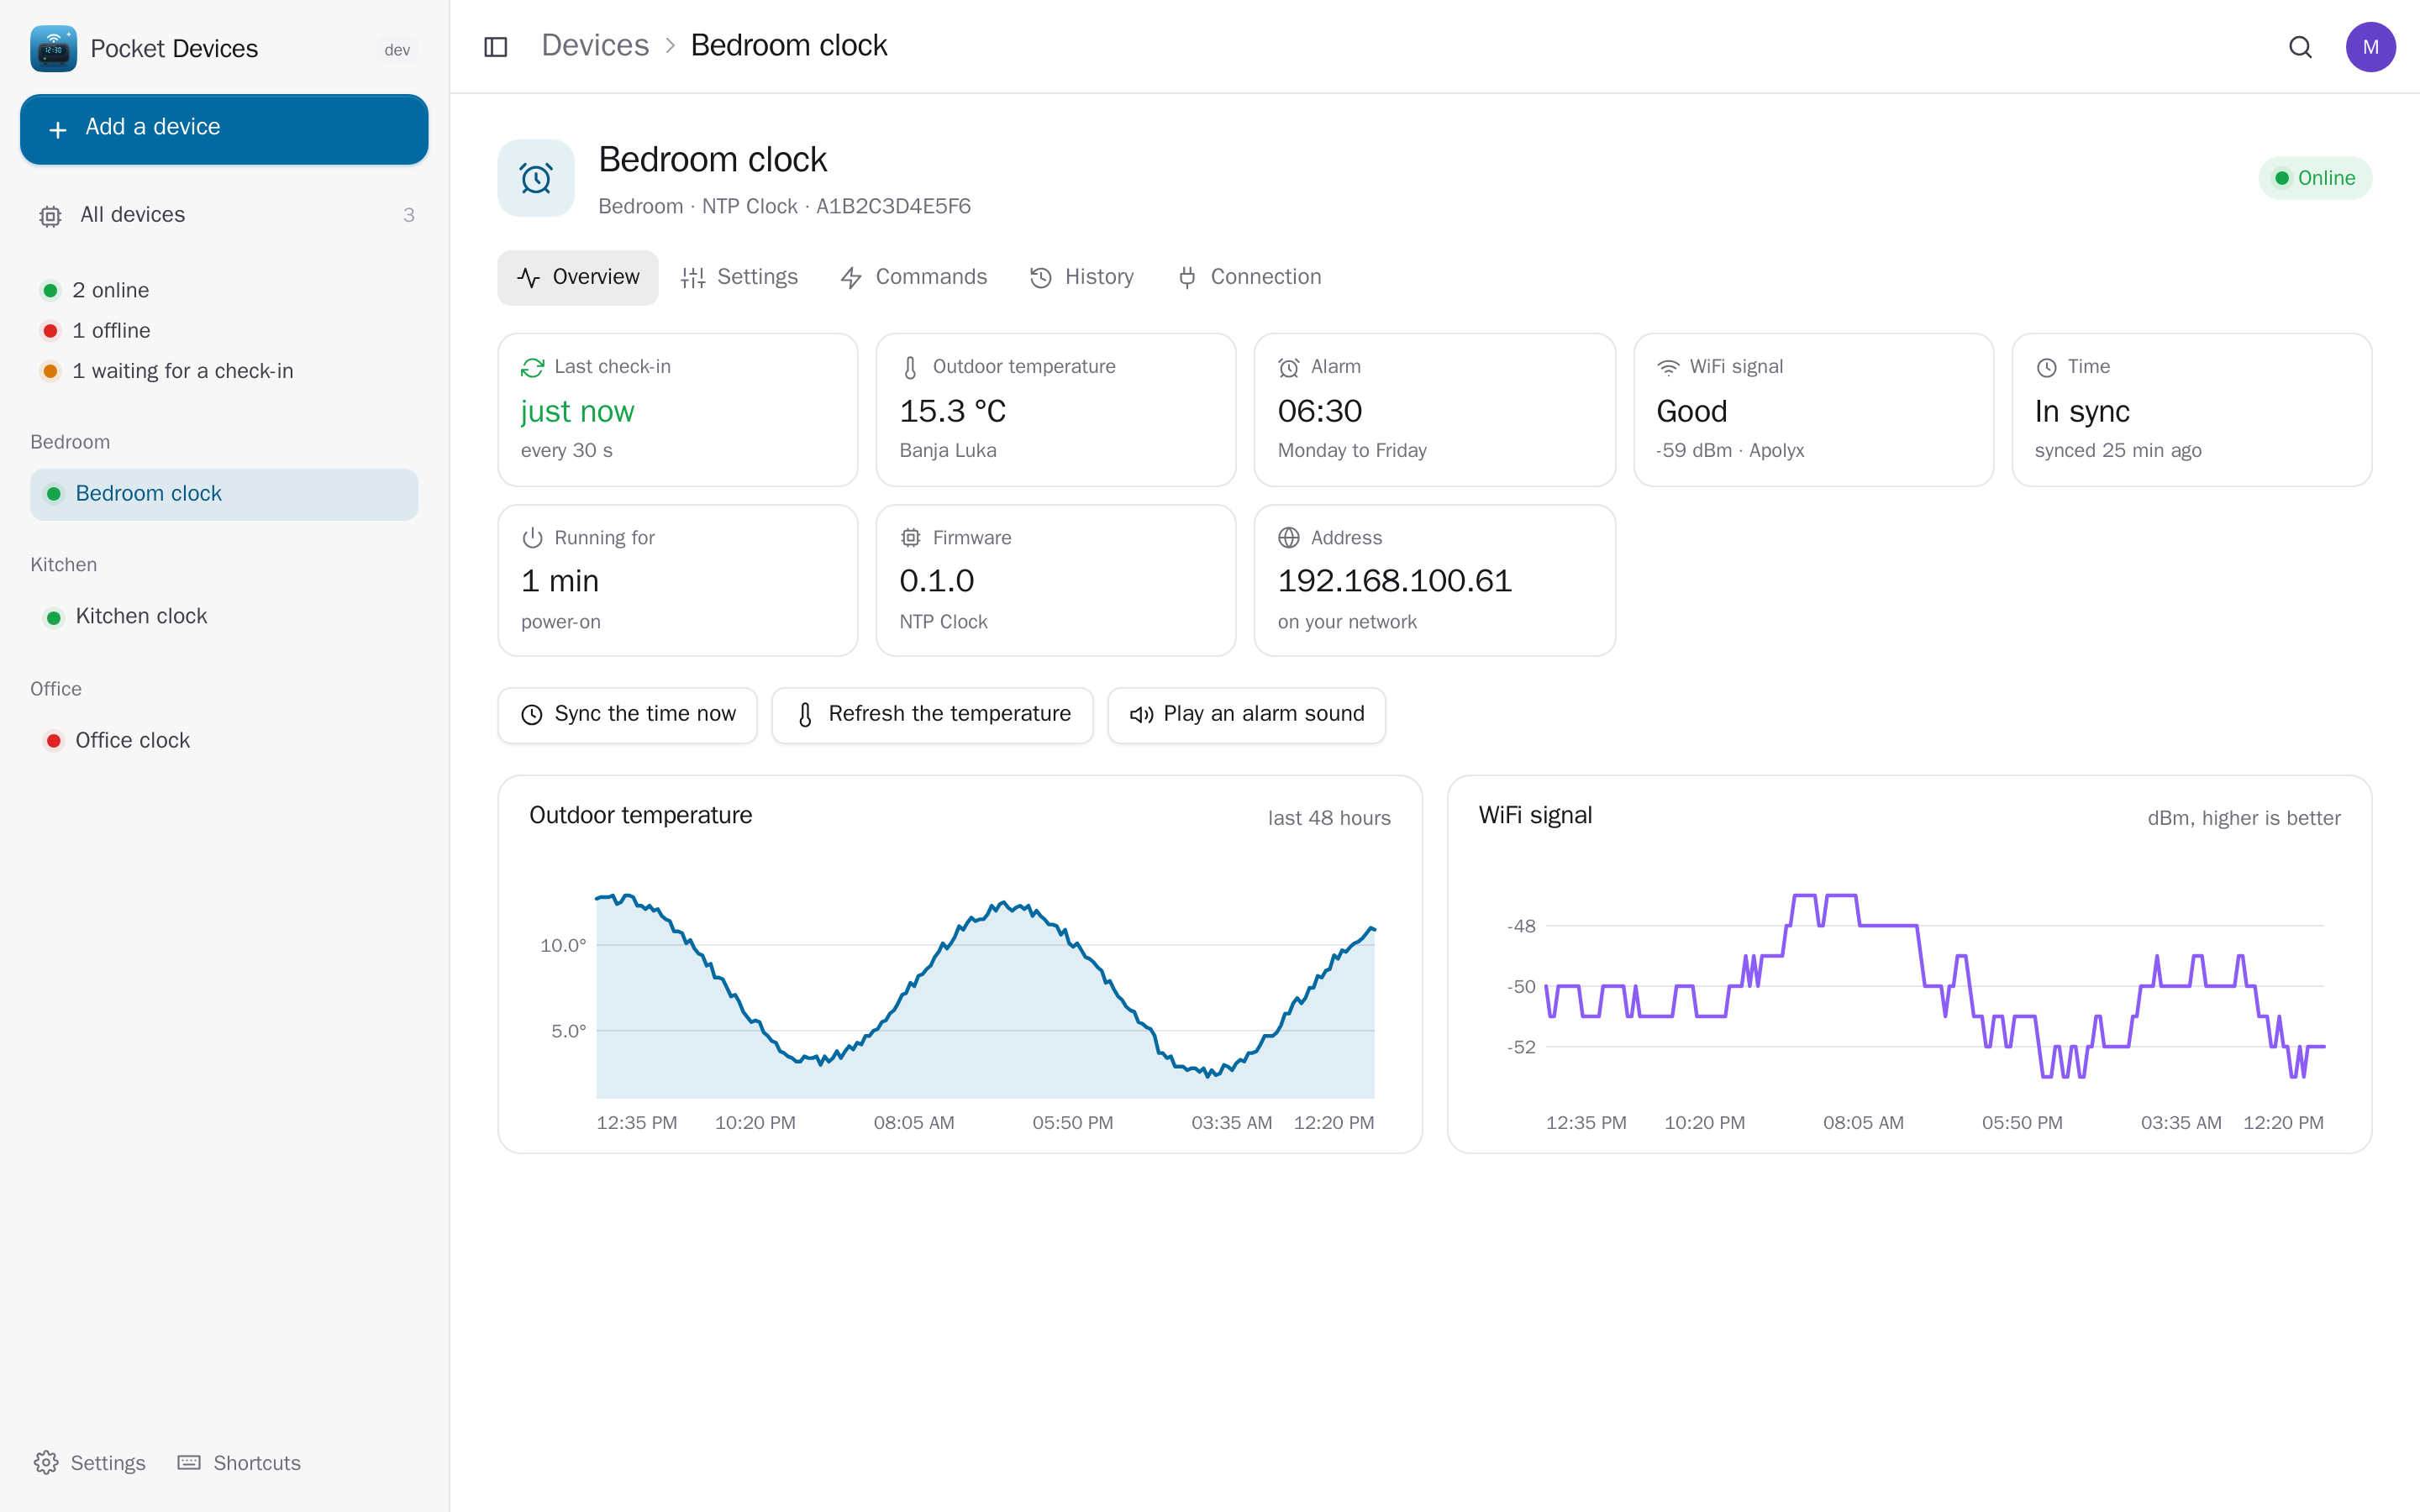 Pocket Devices
dev
Add a device
All devices 3
2 online
1 offline
1 waiting for a check-in
Bedroom
Bedroom clock
Kitchen
Kitchen clock
Office
Office clock
Settings Shortcuts
Devices > Bedroom clock
M
Bedroom clock
Bedroom · NTP Clock · A1B2C3D4E5F6
Online
Overview Settings Commands History Connection
Last check-in
just now
every 30 s
Outdoor temperature
15.3 °C
Banja Luka
Alarm
06:30
Monday to Friday
WiFi signal
Good
-59 dBm · Apolyx
Time
In sync
synced 25 min ago
Running for
1 min
power-on
Firmware
0.1.0
NTP Clock
Address
192.168.100.61
on your network
Sync the time now
Refresh the temperature
Play an alarm sound
Outdoor temperature last 48 hours
10.0°
5.0°
12:35 PM 10:20 PM 08:05 AM 05:50 PM 03:35 AM 12:20 PM
WiFi signal dBm, higher is better
-48
-50
-52
12:35 PM 10:20 PM 08:05 AM 05:50 PM 03:35 AM 12:20 PM